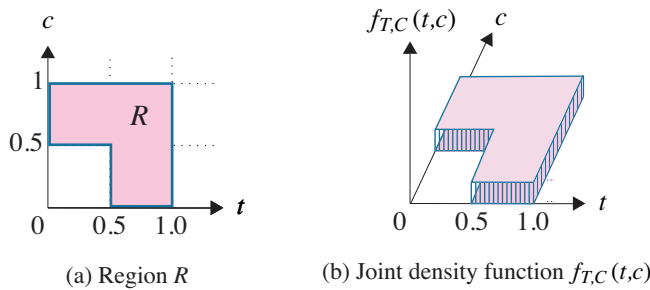 c
1
0.5
R
0
0.5
1.0
t
(a) Region R
f_{T,C}(t,c)
c
0
0.5
1.0
t
(b) Joint density function f_{T,C}(t,c)